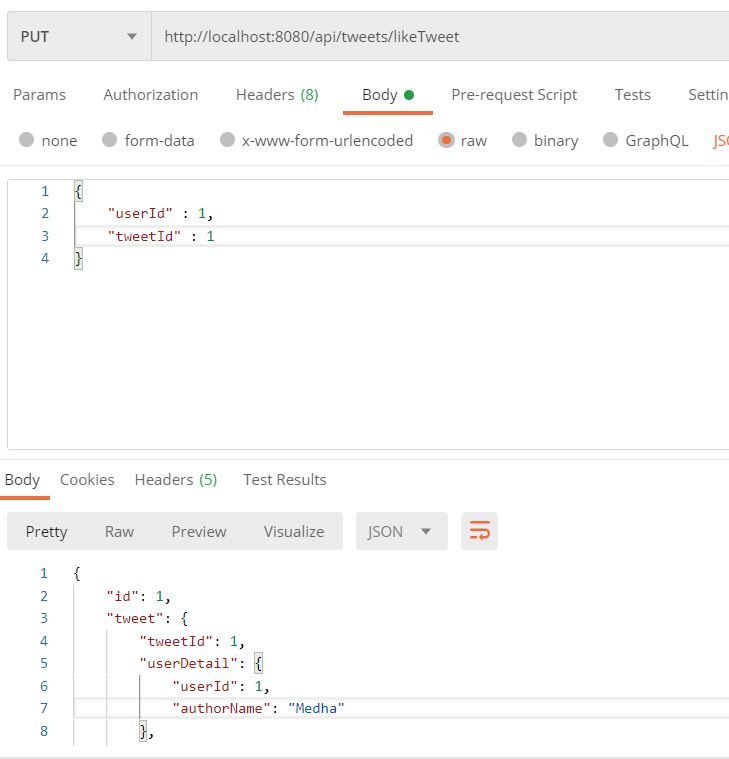 PUT http://localhost:8080/api/tweets/likeTweet
Params Authorization Headers (8) Body Pre-request Script Tests Settin
none form-data x-www-form-urlencoded raw binary GraphQL JSO
1 {
2 "userId" : 1,
3 "tweetId" : 1
4 }
Body Cookies Headers (5) Test Results
Pretty Raw Preview Visualize JSON
1 {
2 "id": 1,
3 "tweet": {
4 "tweetId": 1,
5 "userDetail": {
6 "userId": 1,
7 "authorName": "Medha"
8 },